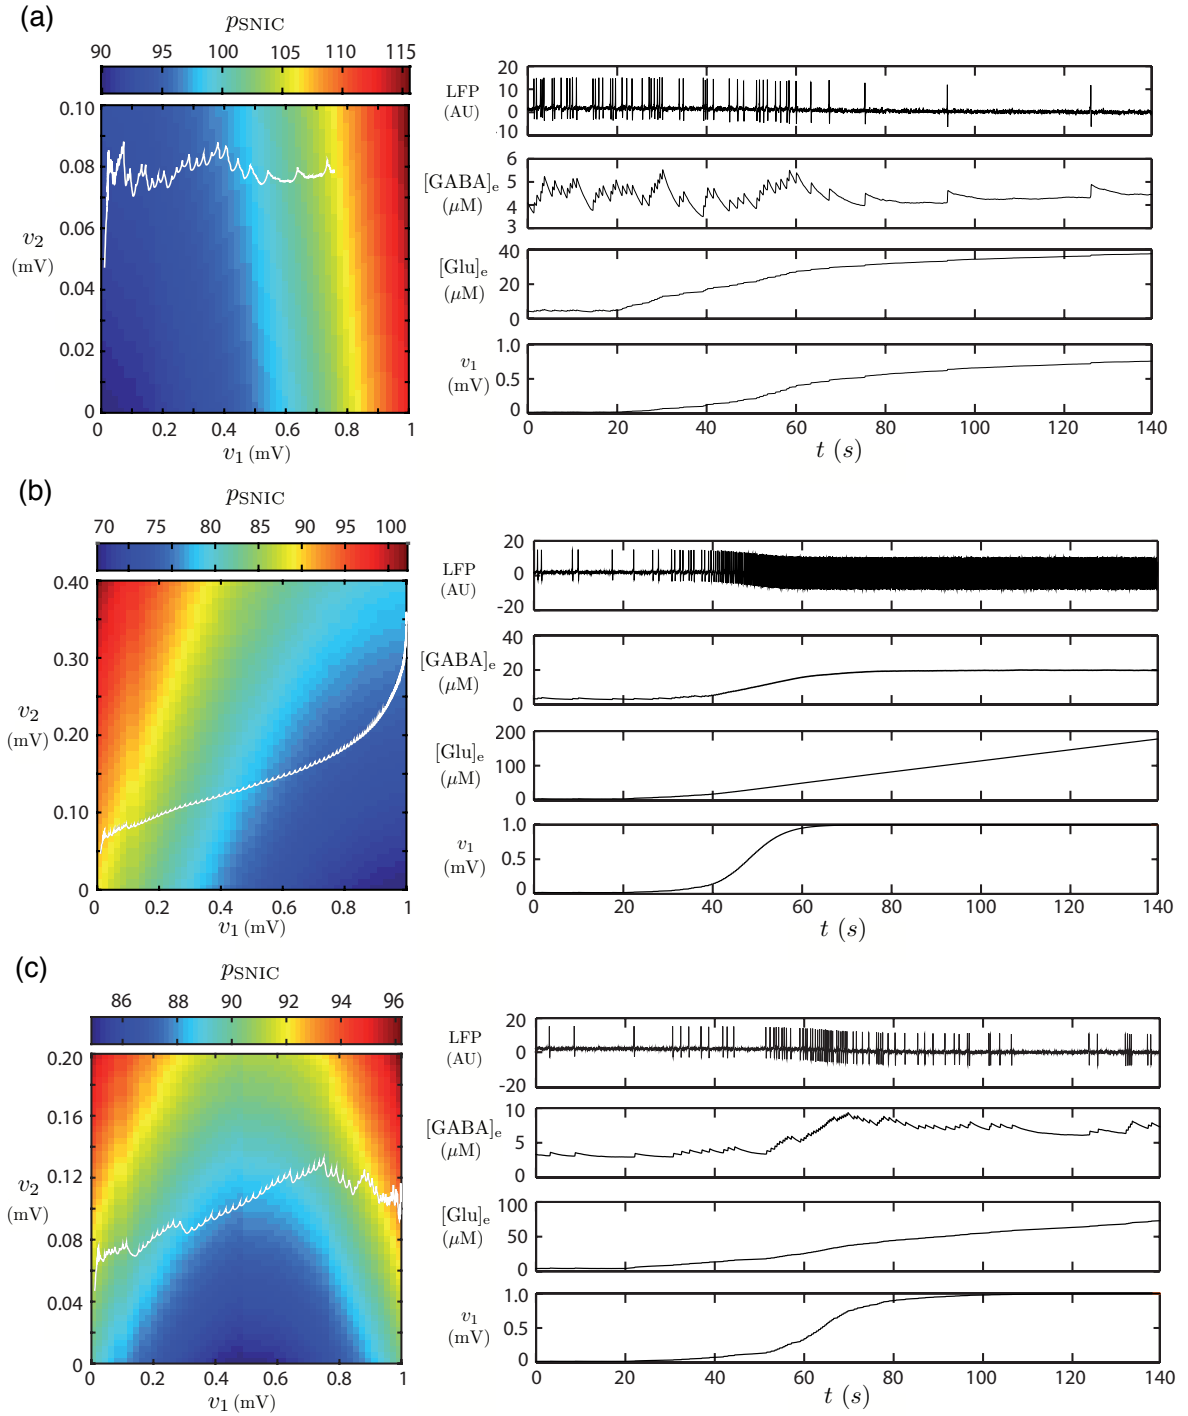 (a)
p_SNIC
90 95 100 105 110 115
0.10
0.08
0.06
0.04
0.02
0
v₂
(mV)
0 0.2 0.4 0.6 0.8 1
v₁ (mV)
LFP
(AU)
20
10
0
-10
[GABA]ₑ
(μM)
6
5
4
3
[Glu]ₑ
(μM)
40
20
0
v₁
(mV)
1.0
0.5
0
0 20 40 60 80 100 120 140
t (s)
(b)
p_SNIC
70 75 80 85 90 95 100
0.40
0.30
0.20
0.10
0
v₂
(mV)
0 0.2 0.4 0.6 0.8 1
v₁ (mV)
LFP
(AU)
20
0
-20
[GABA]ₑ
(μM)
40
20
0
[Glu]ₑ
(μM)
200
100
0
v₁
(mV)
1.0
0.5
0
0 20 40 60 80 100 120 140
t (s)
(c)
p_SNIC
86 88 90 92 94 96
0.20
0.16
0.12
0.08
0.04
0
v₂
(mV)
0 0.2 0.4 0.6 0.8 1
v₁ (mV)
LFP
(AU)
20
0
-20
[GABA]ₑ
(μM)
10
5
0
[Glu]ₑ
(μM)
100
50
0
v₁
(mV)
1.0
0.5
0
0 20 40 60 80 100 120 140
t (s)